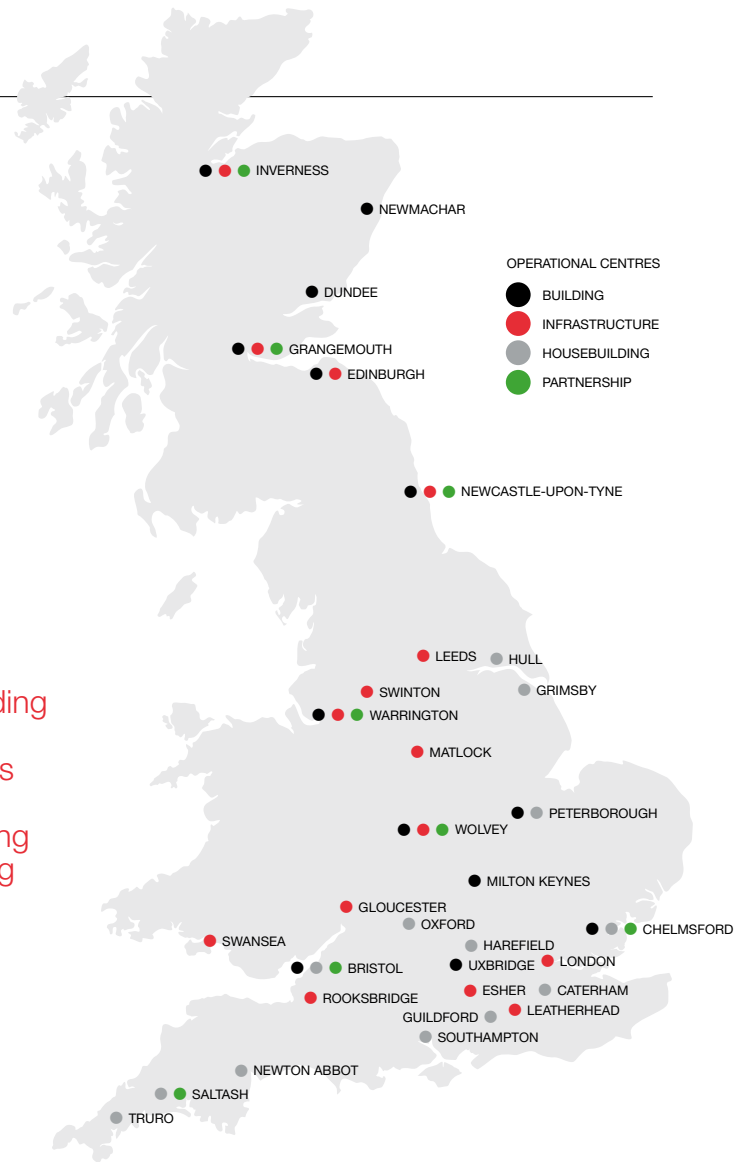 INVERNESS
NEWMACHAR
OPERATIONAL CENTRES
BUILDING
INFRASTRUCTURE
HOUSEBUILDING
PARTNERSHIP
DUNDEE
GRANGEMOUTH
EDINBURGH
NEWCASTLE-UPON-TYNE
LEEDS
HULL
GRIMSBY
SWINTON
WARRINGTON
MATLOCK
PETERBOROUGH
WOLVEY
MILTON KEYNES
GLOUCESTER
OXFORD
CHELMSFORD
SWANSEA
HAREFIELD
LONDON
UXBRIDGE
BRISTOL
ESHER
CATERHAM
ROOKSBRIDGE
LEATHERHEAD
GUILDFORD
SOUTHAMPTON
NEWTON ABBOT
SALTASH
TRURO
ding
s
ng
g